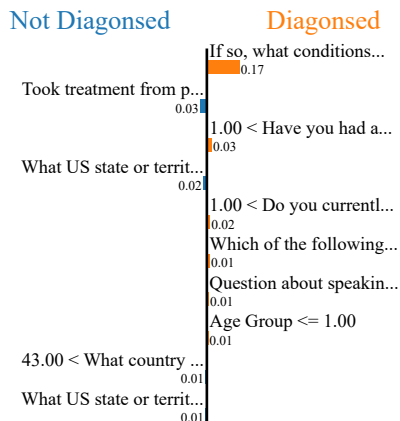 Not Diagonsed Diagonsed
If so, what conditions...
0.17
Took treatment from p...
0.03
1.00 < Have you had a...
0.03
What US state or territ...
0.02
1.00 < Do you currentl...
0.02
Which of the following...
0.01
Question about speakin...
0.01
Age Group <= 1.00
0.01
43.00 < What country ...
0.01
What US state or territ...
0.01